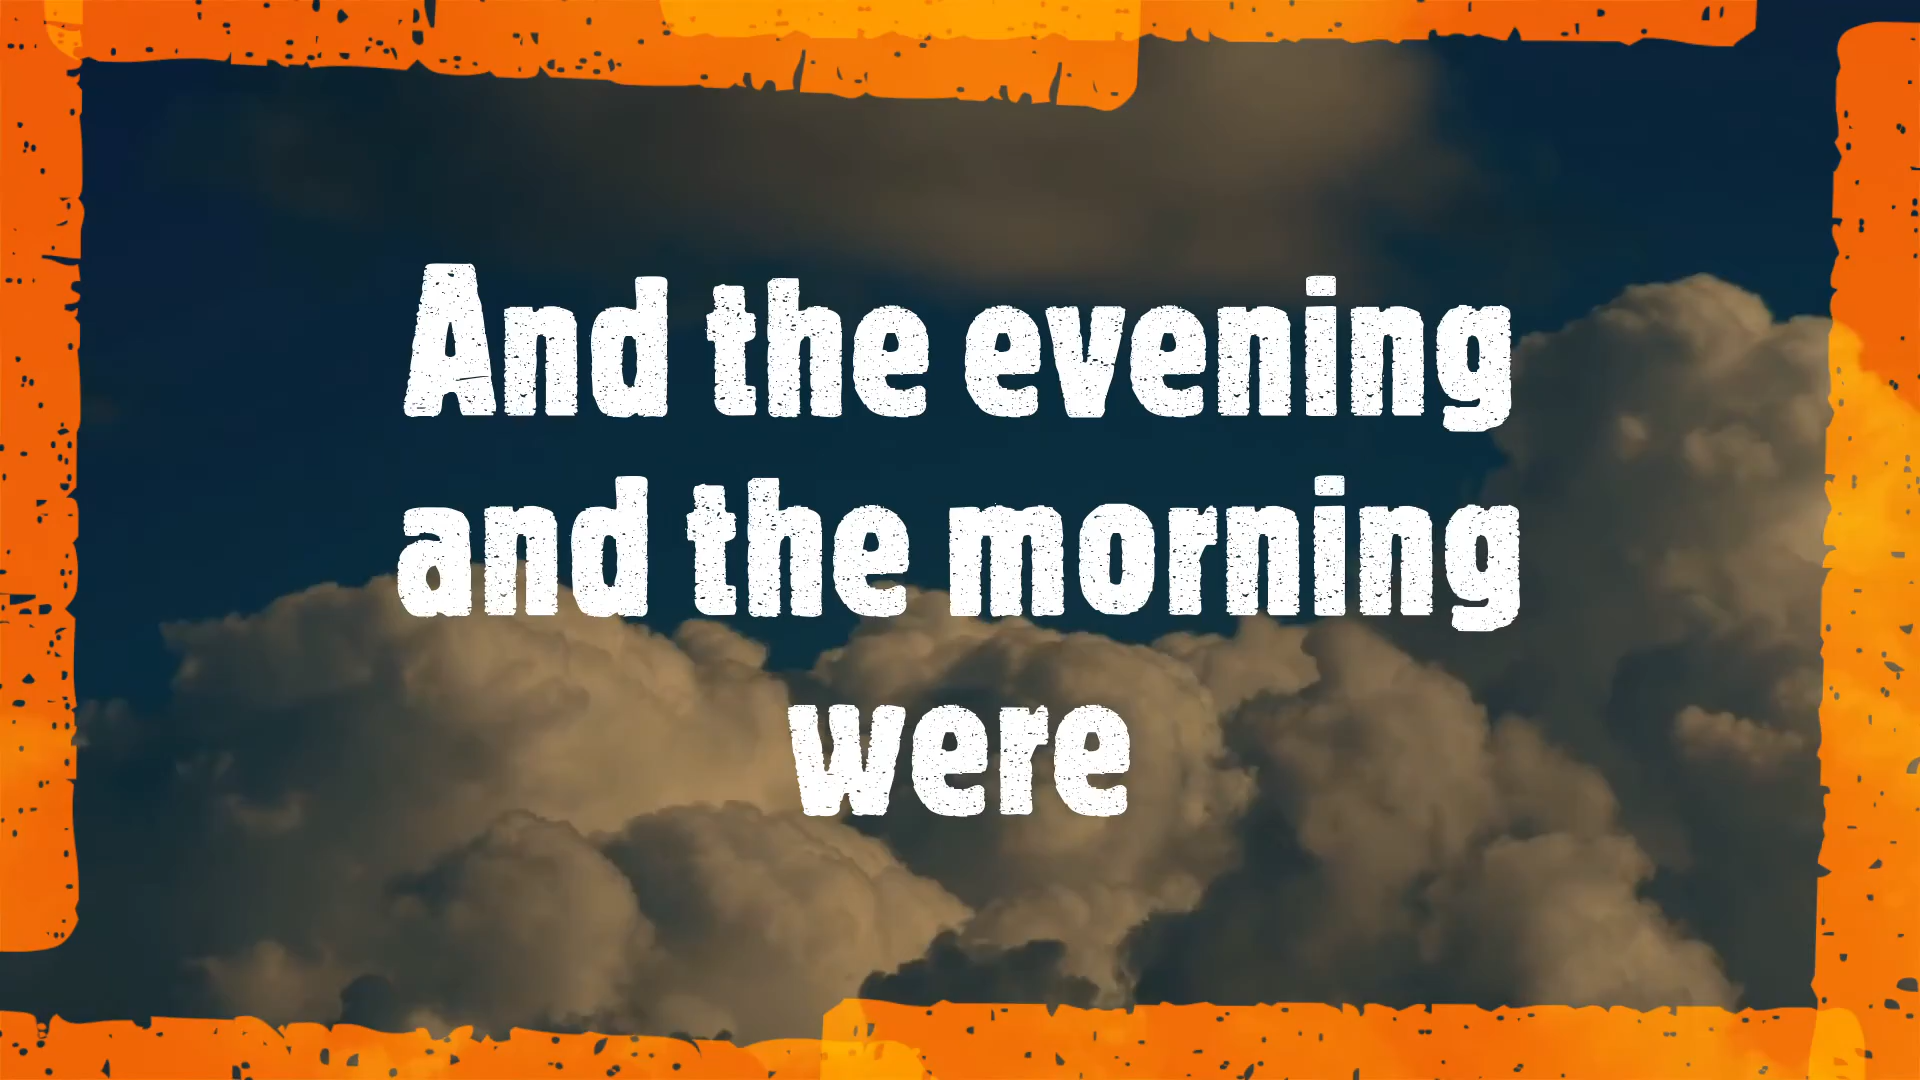 And the evening
and the morning
were